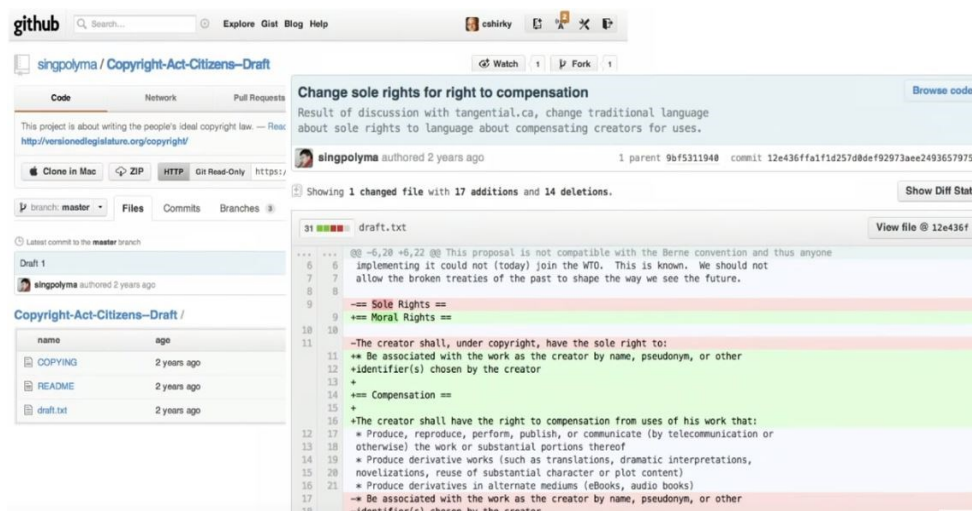 github
Search...
Explore Gist Blog Help
cshirky
2
singpolyma / Copyright-Act-Citizens--Draft
Watch 1 Fork 1
Code Network Pull Requests
This project is about writing the people's ideal copyright law. —
http://versionedlegislature.org/copyright/
Clone in Mac ZIP HTTP Git Read-Only https:/
branch: master Files Commits Branches 3
Latest commit to the master branch
Draft 1
singpolyma authored 2 years ago
Copyright-Act-Citizens--Draft /
name age
COPYING 2 years ago
README 2 years ago
draft.txt 2 years ago
Change sole rights for right to compensation
Browse code
Result of discussion with tangential.ca, change traditional language
about sole rights to language about compensating creators for uses.
singpolyma authored 2 years ago
1 parent 9bf5311940 commit 12e436ffa1f1d257d0def92973aee2493657975
Showing 1 changed file with 17 additions and 14 deletions.
Show Diff Stat
31 draft.txt
View file @ 12e436f
... ... @@ -6,20 +6,22 @@ This proposal is not compatible with the Berne convention and thus anyone
6 6 implementing it could not (today) join the WTO. This is known. We should not
7 7 allow the broken treaties of the past to shape the way we see the future.
8 8
9 -== Sole Rights ==
9 +== Moral Rights ==
10 10
11 -The creator shall, under copyright, have the sole right to:
11 +* Be associated with the work as the creator by name, pseudonym, or other
12 +identifier(s) chosen by the creator
13 +
14 +== Compensation ==
15 +
16 +The creator shall have the right to compensation from uses of his work that:
12 17 * Produce, reproduce, perform, publish, or communicate (by telecommunication or
13 18 otherwise) the work or substantial portions thereof
14 19 * Produce derivative works (such as translations, dramatic interpretations,
15 20 novelizations, reuse of substantial character or plot content)
16 21 * Produce derivatives in alternate mediums (eBooks, audio books)
17 -* Be associated with the work as the creator by name, pseudonym, or other